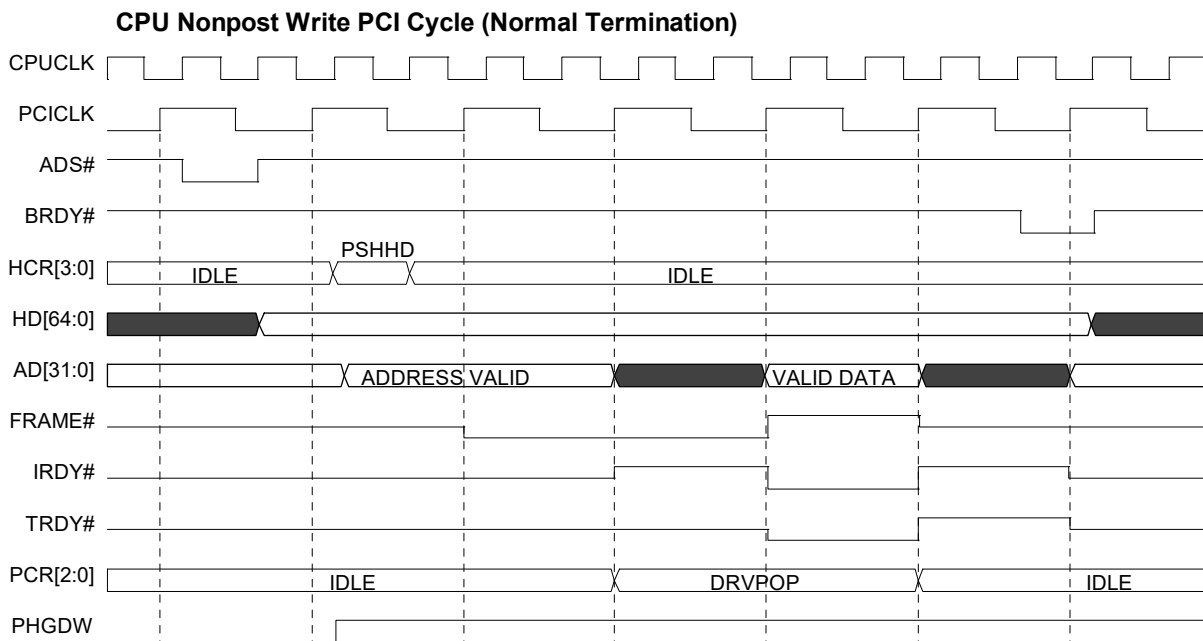 CPU Nonpost Write PCI Cycle (Normal Termination)
CPUCLK
PCICLK
ADS#
BRDY#
HCR[3:0] IDLE PSHHD IDLE
HD[64:0]
AD[31:0] ADDRESS VALID VALID DATA
FRAME#
IRDY#
TRDY#
PCR[2:0] IDLE DRVPOP IDLE
PHGDW